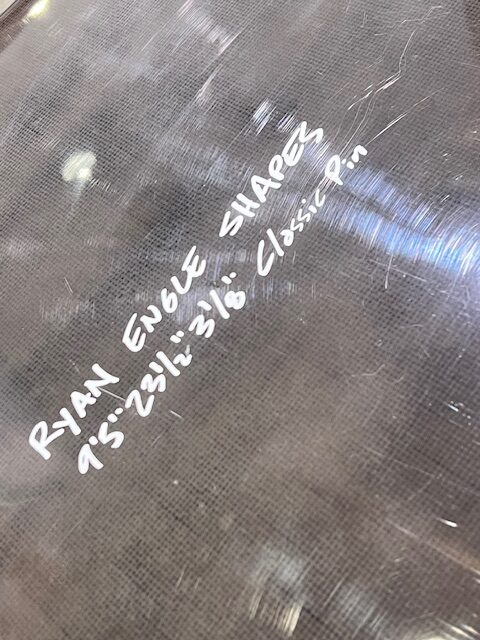 RYAN ENGLE SHAPES
9'5" 23 1/2" 3 1/8" Classic Pin